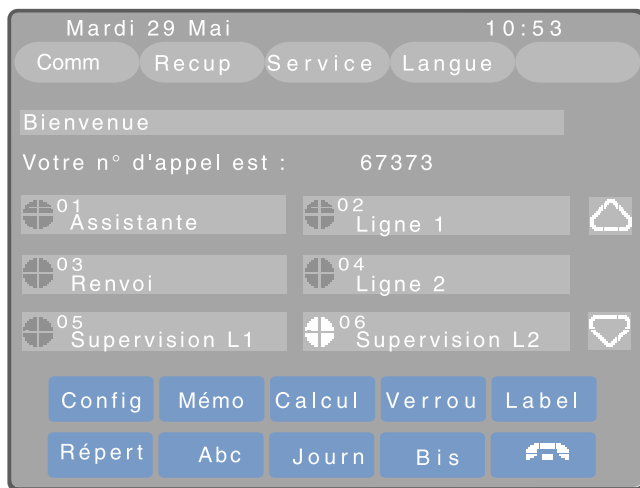 Mardi 29 Mai 10:53
Comm Recup Service Langue
Bienvenue
Votre n° d'appel est : 67373
01 Assistante
02 Ligne 1
03 Renvoi
04 Ligne 2
05 Supervision L1
06 Supervision L2
Config Mémo Calcul Verrou Label
Répert Abc Journ Bis